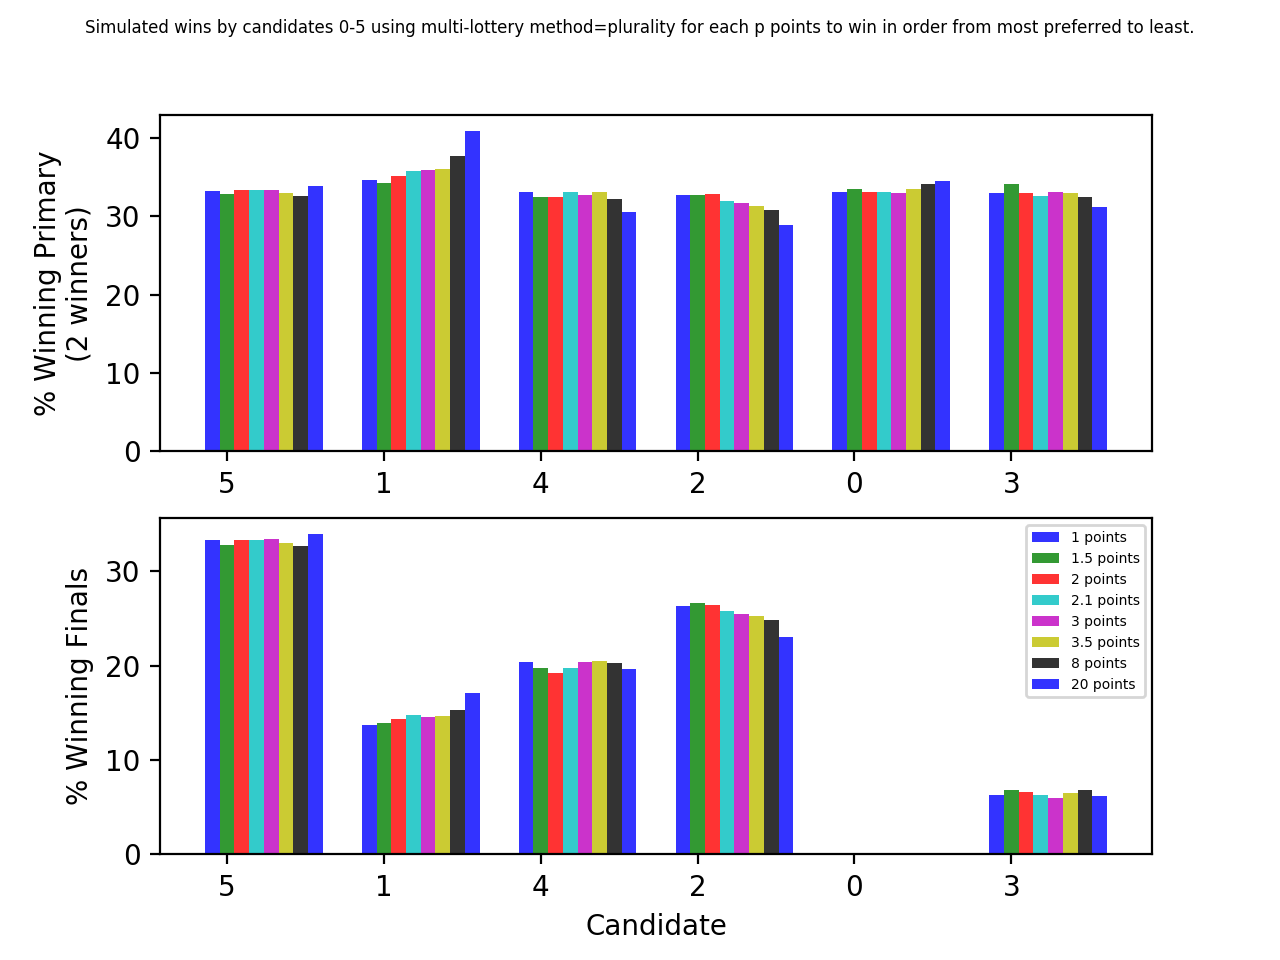 Simulated wins by candidates 0-5 using multi-lottery method=plurality for each p points to win in order from most preferred to least.
% Winning Primary
(2 winners)
40
30
20
10
0
5 1 4 2 0 3
% Winning Finals
30
20
10
0
1 points
1.5 points
2 points
2.1 points
3 points
3.5 points
8 points
20 points
5 1 4 2 0 3
Candidate